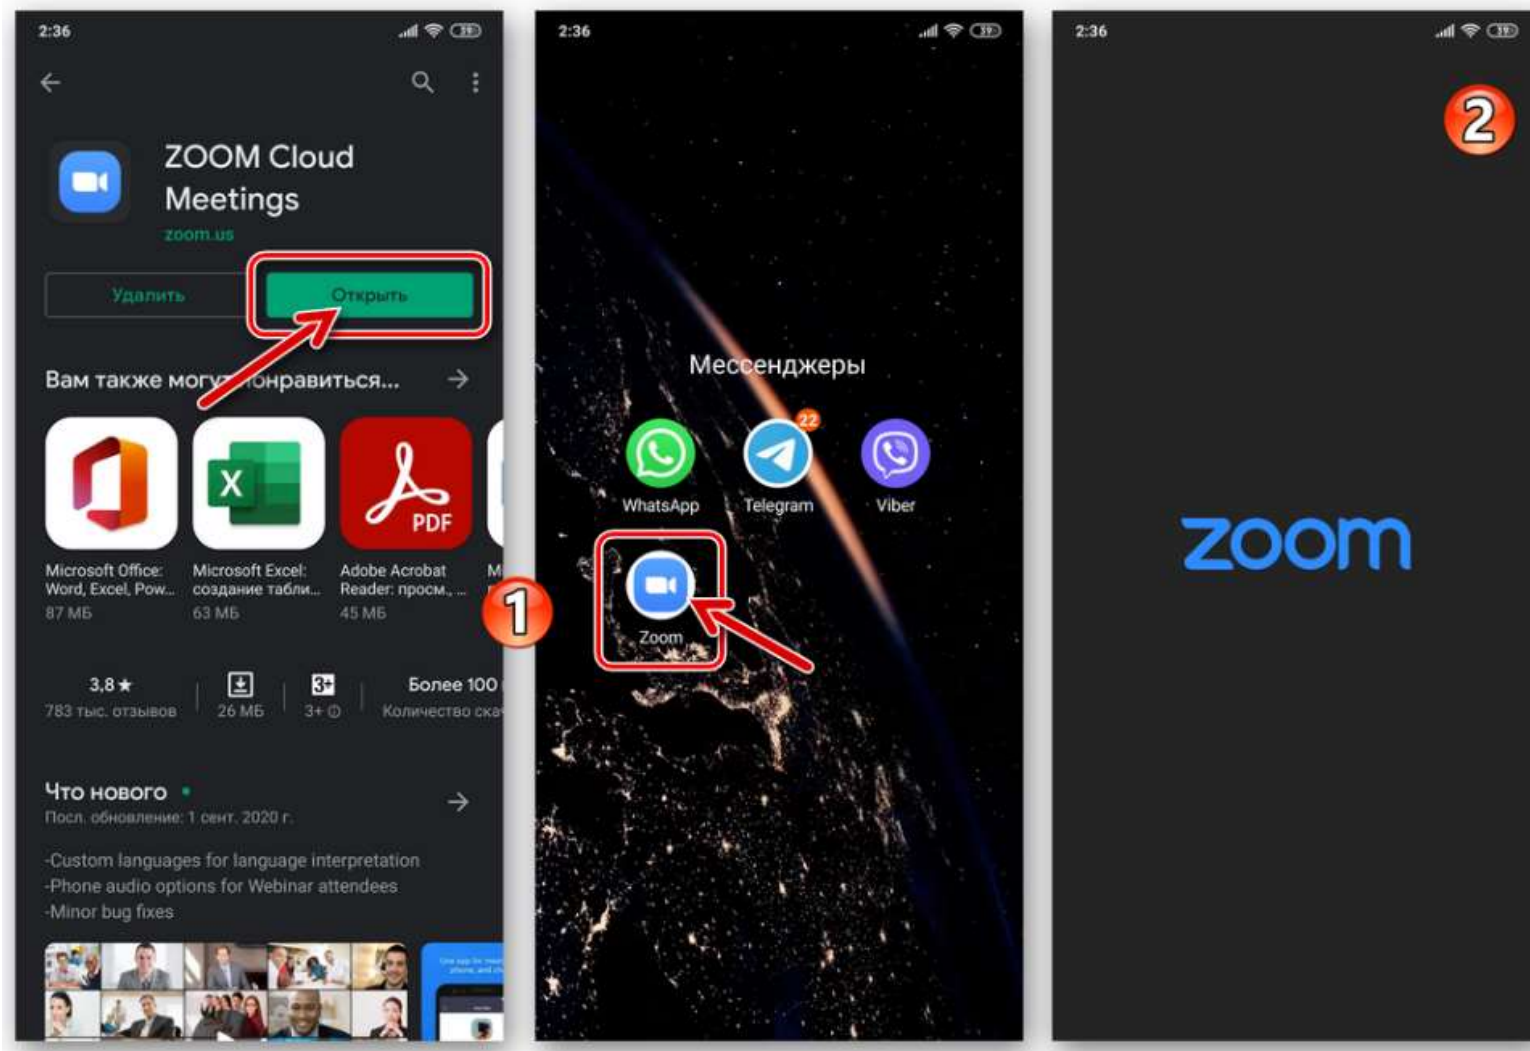 2:36
39
ZOOM Cloud
Meetings
zoom.us
Удалить
Открыть
Вам также могут понравиться...
X
PDF
Microsoft Office:
Word, Excel, Pow...
87 МБ
Microsoft Excel:
создание табли...
63 МБ
Adobe Acrobat
Reader: просм., ...
45 МБ
3,8★
783 тыс. отзывов
26 МБ
3+
3+
Более 100
Количество ска
Что нового
Посл. обновление: 1 сент. 2020 г.
-Custom languages for language interpretation
-Phone audio options for Webinar attendees
-Minor bug fixes
1
2:36
39
Мессенджеры
22
WhatsApp
Telegram
Viber
Zoom
2:36
39
2
zoom